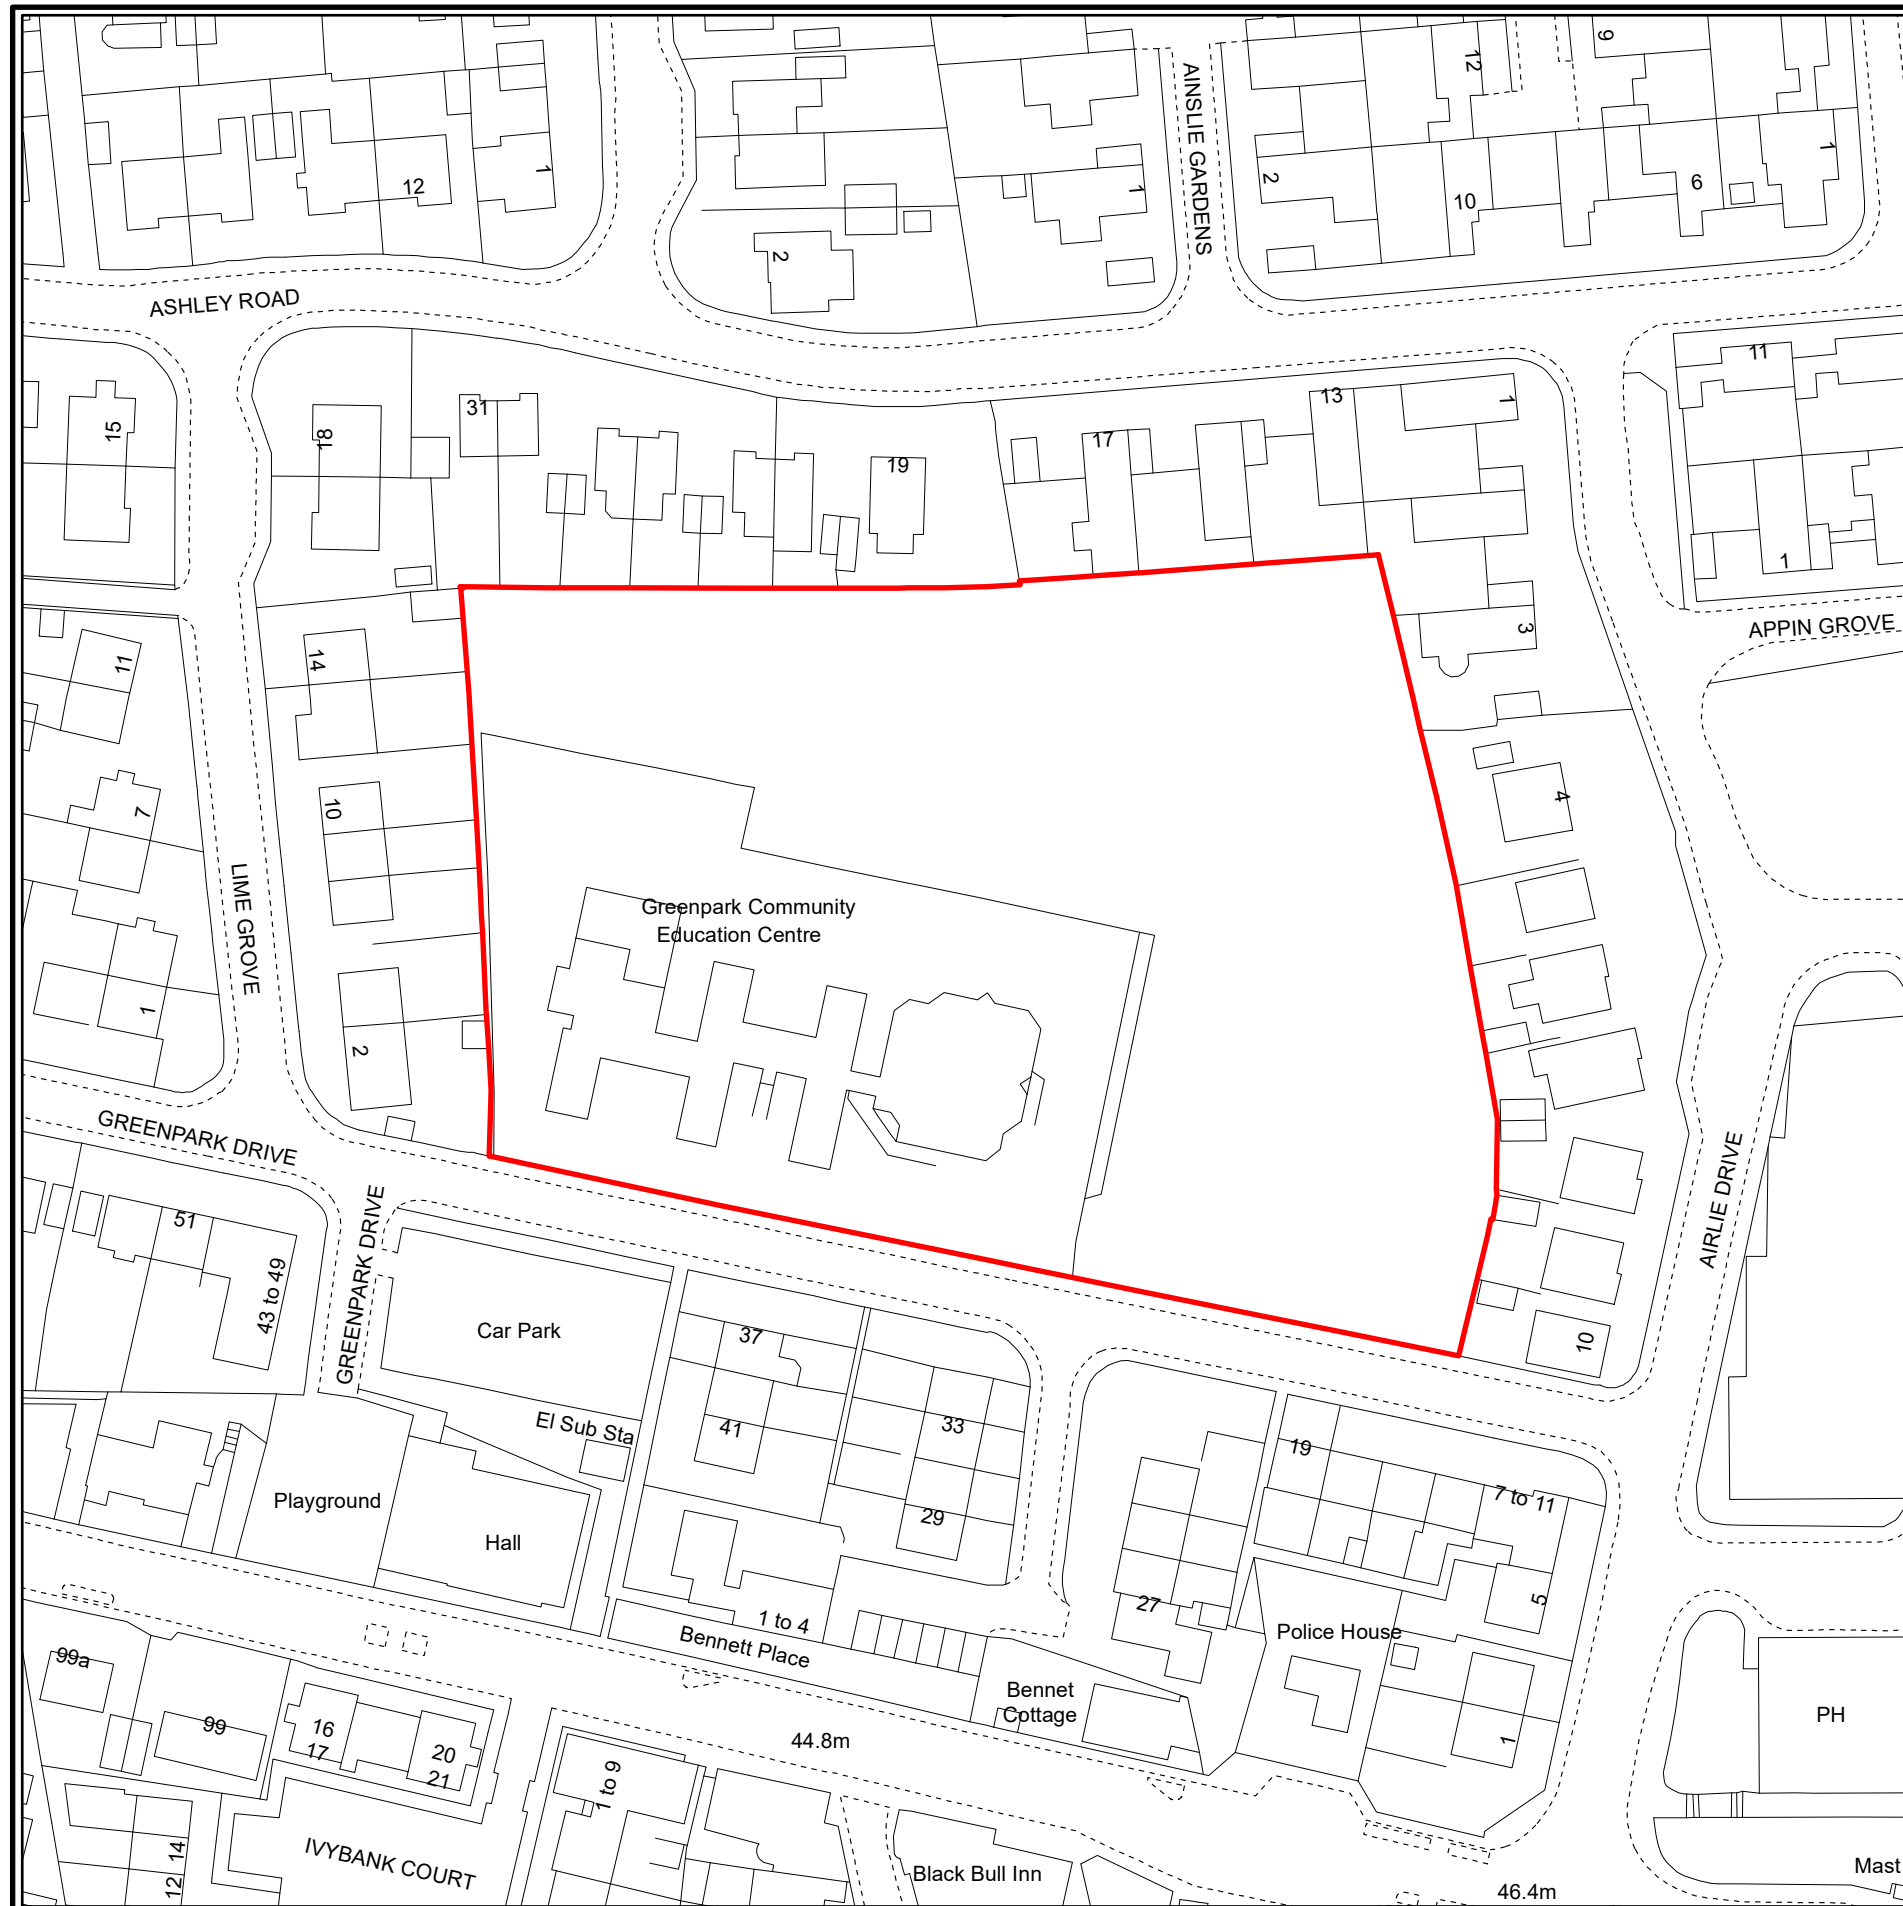 9
12
AINSLIE GARDENS
1
12
1
2
10
6
1
2
ASHLEY ROAD
11
13
1
31
17
15
18
19
1
3
APPIN GROVE
14
11
4
10
7
Greenpark Community
Education Centre
LIME GROVE
1
2
GREENPARK DRIVE
AIRLIE DRIVE
51
GREENPARK DRIVE
43 to 49
Car Park
37
10
El Sub Sta
41
33
19
7 to 11
Playground
29
Hall
5
27
1 to 4
Police House
Bennett Place
99a
Bennet
Cottage
PH
99
16
17
20
21
44.8m
1
1 to 9
14
12
IVYBANK COURT
Black Bull Inn
Mast
46.4m